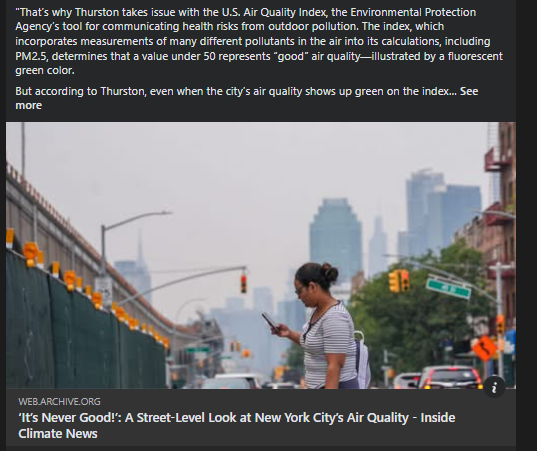 "That's why Thurston takes issue with the U.S. Air Quality Index, the Environmental Protection
Agency's tool for communicating health risks from outdoor pollution. The index, which
incorporates measurements of many different pollutants in the air into its calculations, including
PM2.5, determines that a value under 50 represents "good" air quality—illustrated by a fluorescent
green color.
But according to Thurston, even when the city's air quality shows up green on the index... See
more
WEB.ARCHIVE.ORG
'It's Never Good!': A Street-Level Look at New York City's Air Quality - Inside
Climate News